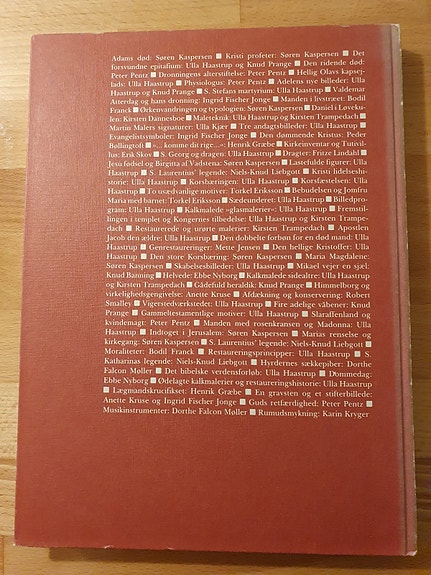 Adams død: Søren Kaspersen ■ Kristi profeter: Søren Kaspersen ■ Det
forsvundne epitafium: Ulla Haastrup og Knud Prange ■ Den ridende død:
Peter Pentz ■ Dronningens alterstiftelse: Peter Pentz ■ Hellig Olavs kapsej-
lads: Ulla Haastrup ■ Physiologus: Peter Pentz ■ Adelens nye billeder: Ulla
Haastrup og Knud Prange ■ S. Stefans martyrium: Ulla Haastrup ■ Valdemar
Atterdag og hans dronning: Ingrid Fischer Jonge ■ Manden i livstræet: Bodil
Franck ■ Orkenvandringen og typologien: Søren Kaspersen ■ Daniel i Løveku-
len: Kirsten Dannesboe ■ Maleteknik: Ulla Haastrup og Kirsten Trampedach ■
Martin Malers signaturer: Ulla Kjær ■ Tre andagtsbilleder: Ulla Haastrup ■
Evangelistsymboler: Ingrid Fischer Jonge ■ Den dømmende Kristus: Peder
Bøllingtoft ■ »... komme dit rige...«: Henrik Græbe ■ Kirkeinventar og Tutivil-
lus: Erik Skov ■ S. Georg og dragen: Ulla Haastrup ■ Dragter: Fritze Lindahl ■
Jesu fødsel og Birgitta af Vadstena: Søren Kaspersen ■ Lastefulde figurer: Ulla
Haastrup ■ S. Laurentius' legende: Niels-Knud Liebgott ■ Kristi lidelseshi-
storie: Ulla Haastrup ■ Korsbæringen: Ulla Haastrup ■ Korsfæstelsen: Ulla
Haastrup ■ To usædvanlige motiver: Torkel Eriksson ■ Bebudelsen og Jomfru
Maria med barnet: Torkel Eriksson ■ Sædeunderet: Ulla Haastrup ■ Billedpro-
gram: Ulla Haastrup ■ Kalkmalede »glasmalerier«: Ulla Haastrup ■ Fremstil-
lingen i templet og Kongernes tilbedelse: Ulla Haastrup og Kirsten Trampe-
dach ■ Restaurerede og urørte malerier: Kirsten Trampedach ■ Apostlen
Jacob den ældre: Ulla Haastrup ■ Den dobbelte forbøn for en død mand: Ulla
Haastrup ■ Genrestaureringer: Mette Jensen ■ Den hellige Kristoffer: Ulla
Haastrup ■ Den store Korsbæring: Søren Kaspersen ■ Maria Magdalene:
Søren Kaspersen ■ Skabelsesbilleder: Ulla Haastrup ■ Mikael vejer en sjæl:
Knud Banning ■ Helvede: Ebbe Nyborg ■ Kalkmalede sidealtre: Ulla Haastrup
og Kirsten Trampedach ■ Gådefuld heraldik: Knud Prange ■ Himmelborg og
virkelighedsgengivelse: Anette Kruse ■ Afdækning og konservering: Robert
Smalley ■ Vigerstedværkstedet: Ulla Haastrup ■ Fire adelige våbener: Knud
Prange ■ Gammeltestamentlige motiver: Ulla Haastrup ■ Slaraffenland og
kvindemagt: Peter Pentz ■ Manden med rosenkransen og Madonna: Ulla
Haastrup ■ Indtoget i Jerusalem: Søren Kaspersen ■ Marias renselse og
kirkegang: Søren Kaspersen ■ S. Laurentius' legende: Niels-Knud Liebgott ■
Moraliteter: Bodil Franck ■ Restaureringsprincipper: Ulla Haastrup ■ S.
Katharinas legende: Niels-Knud Liebgott ■ Hyrdernes sækkepiber: Dorthe
Falcon Møller ■ Det bibelske verdensforløb: Ulla Haastrup ■ Dommedag:
Ebbe Nyborg ■ Ødelagte kalkmalerier og restaureringshistorie: Ulla Haastrup
■ Lægmandskrucifikset: Henrik Græbe ■ En gravsten og et stifterbillede:
Anette Kruse og Ingrid Fischer Jonge ■ Guds retfærdighed: Peter Pentz ■
Musikinstrumenter: Dorthe Falcon Møller ■ Rumudsmykning: Karin Kryger